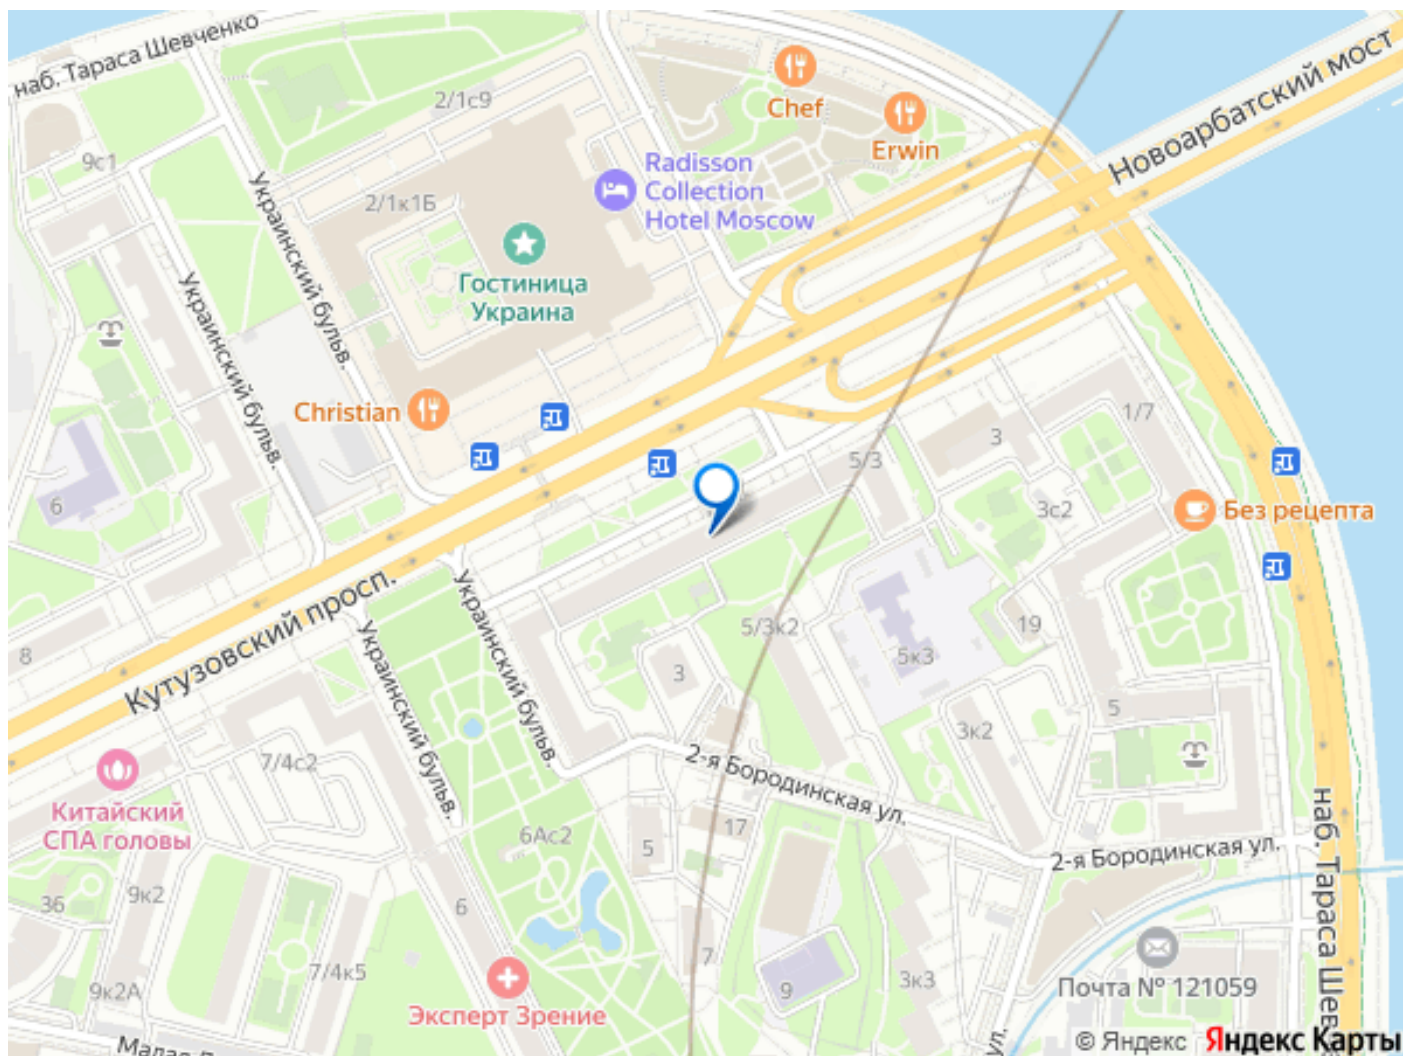 наб. Тараса Шевченко
2/1с9
Chef
Erwin
Новоарбатский мост
9с1
Украинский бульв.
2/1к1Б
Radisson
Collection
Hotel Moscow
Гостиница
Украина
Украинский бульв.
Christian
1/7
3
5/3
6
3с2
Без рецепта
Кутузовский просп.
Украинский бульв.
Украинский бульв.
5/3к2
19
8
3
5к3
5
3к2
7/4с2
2-я Бородинская ул.
Китайский
СПА головы
6Ас2
5
17
2-я Бородинская ул.
наб. Тараса Шев
36
9к2
6
7/4к5
7
9к2А
9
3к3
Почта № 121059
Эксперт Зрение
ул.
© Яндекс
Яндекс Карты